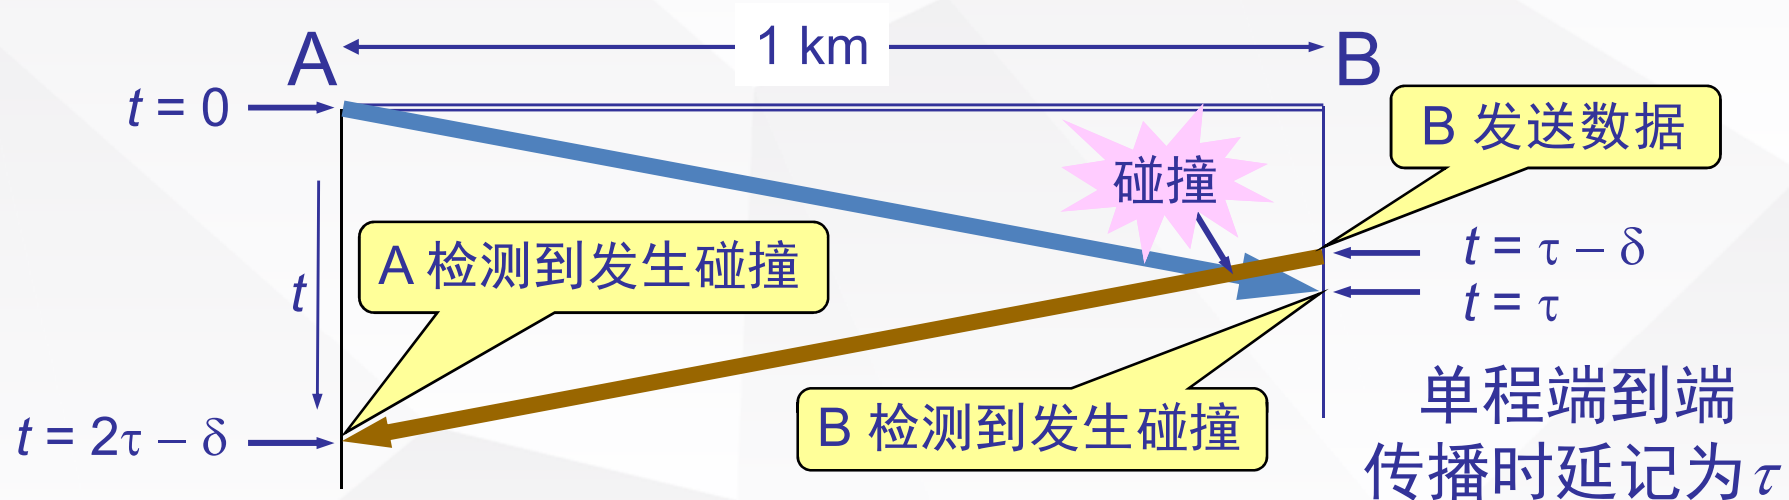 A
1 km
B
t = 0
B 发送数据
碰撞
A 检测到发生碰撞
t = τ – δ
t
t = τ
B 检测到发生碰撞
t = 2τ – δ
单程端到端
传播时延记为τ